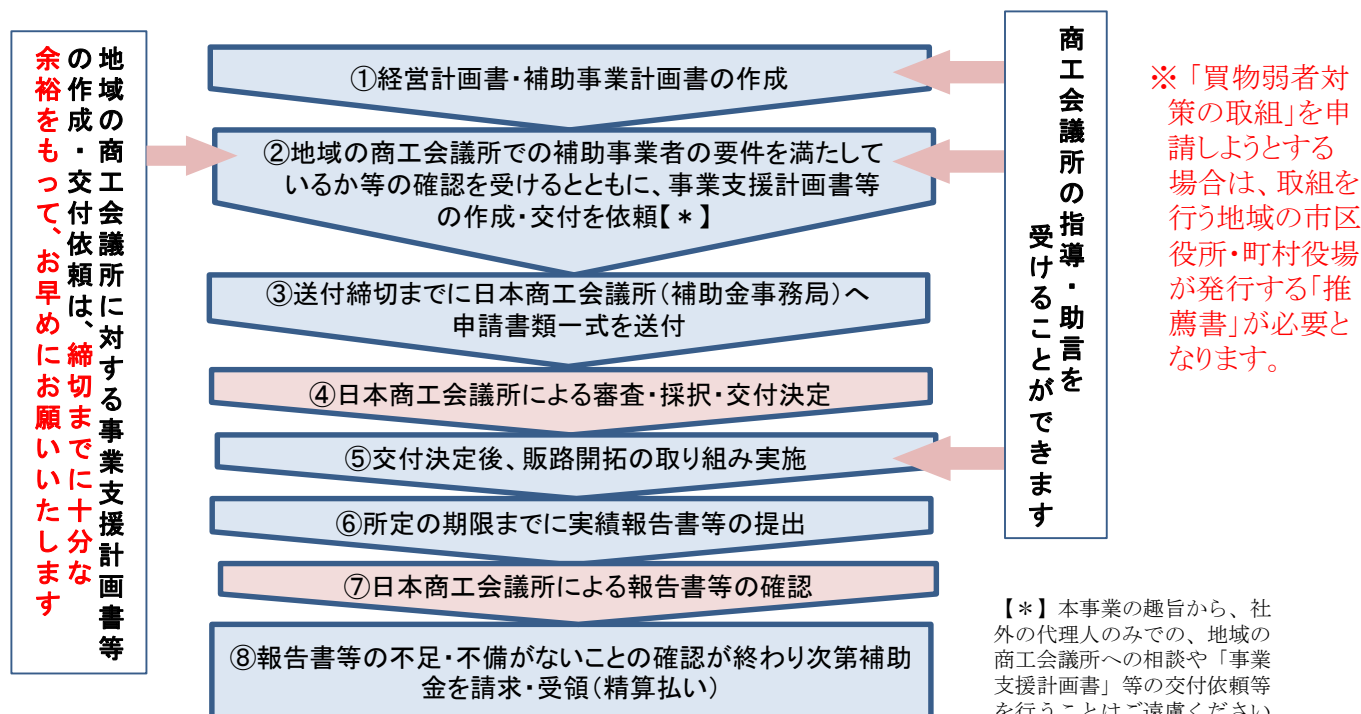 地域の商工会議所に対する事業支援計画書等
の作成・交付依頼は、締切までに十分な
余裕をもって、お早めにお願いいたします
①経営計画書・補助事業計画書の作成
②地域の商工会議所での補助事業者の要件を満たして
いるか等の確認を受けるとともに、事業支援計画書等
の作成・交付を依頼【＊】
③送付締切までに日本商工会議所（補助金事務局）へ
申請書類一式を送付
④日本商工会議所による審査・採択・交付決定
⑤交付決定後、販路開拓の取り組み実施
⑥所定の期限までに実績報告書等の提出
⑦日本商工会議所による報告書等の確認
⑧報告書等の不足・不備がないことの確認が終わり次第補助
金を請求・受領（精算払い）
商工会議所の指導・助言を
受けることができます
※「買物弱者対
策の取組」を申
請しようとする
場合は、取組を
行う地域の市区
役所・町村役場
が発行する「推
薦書」が必要と
なります。
【＊】本事業の趣旨から、社
外の代理人のみでの、地域の
商工会議所への相談や「事業
支援計画書」等の交付依頼等
を行うことはご遠慮ください